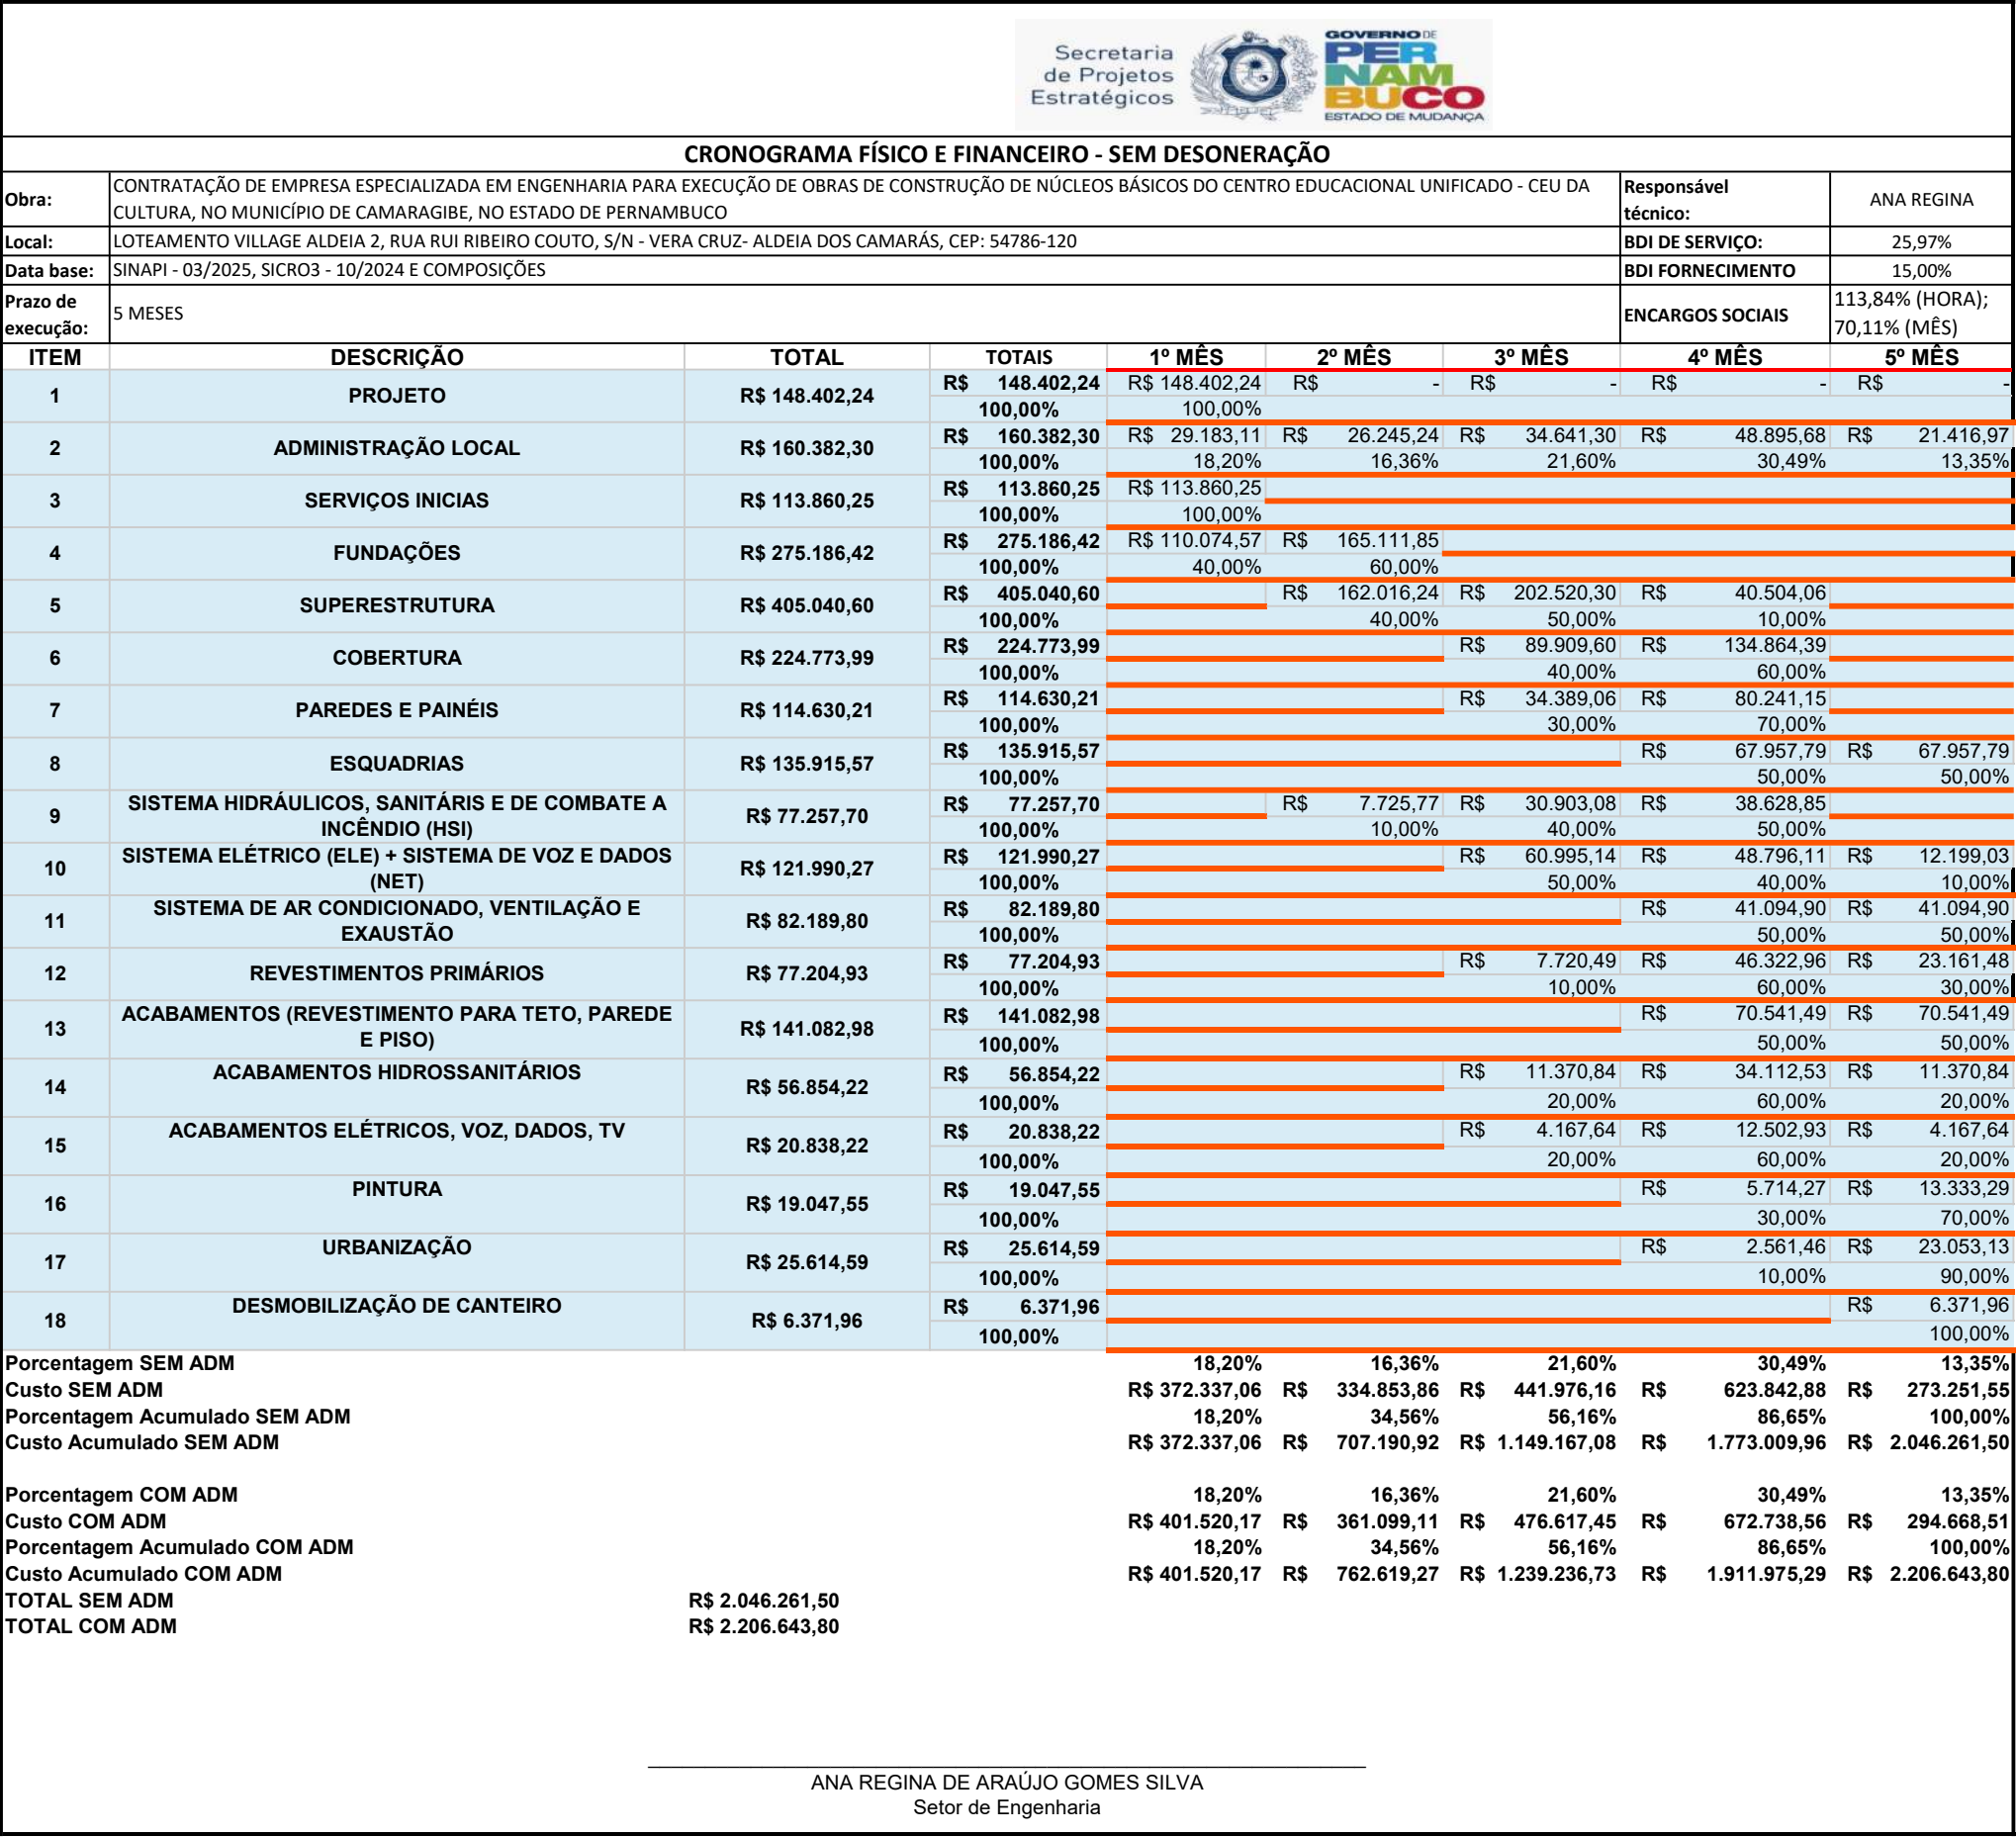 Secretaria
de Projetos
Estratégicos
GOVERNO DE
PER
NAM
BUCO
ESTADO DE MUDANÇA
CRONOGRAMA FÍSICO E FINANCEIRO - SEM DESONERAÇÃO
Obra: CONTRATAÇÃO DE EMPRESA ESPECIALIZADA EM ENGENHARIA PARA EXECUÇÃO DE OBRAS DE CONSTRUÇÃO DE NÚCLEOS BÁSICOS DO CENTRO EDUCACIONAL UNIFICADO - CEU DA
CULTURA, NO MUNICÍPIO DE CAMARAGIBE, NO ESTADO DE PERNAMBUCO
Responsável
técnico: ANA REGINA
Local: LOTEAMENTO VILLAGE ALDEIA 2, RUA RUI RIBEIRO COUTO, S/N - VERA CRUZ- ALDEIA DOS CAMARÁS, CEP: 54786-120 BDI DE SERVIÇO: 25,97%
Data base: SINAPI - 03/2025, SICRO3 - 10/2024 E COMPOSIÇÕES BDI FORNECIMENTO 15,00%
Prazo de
execução: 5 MESES ENCARGOS SOCIAIS 113,84% (HORA);
70,11% (MÊS)
ITEM DESCRIÇÃO TOTAL TOTAIS 1º MÊS 2º MÊS 3º MÊS 4º MÊS 5º MÊS
1 PROJETO R$ 148.402,24 R$ 148.402,24 R$ 148.402,24 R$ - R$ - R$ - R$ -
100,00% 100,00%
2 ADMINISTRAÇÃO LOCAL R$ 160.382,30 R$ 160.382,30 R$ 29.183,11 R$ 26.245,24 R$ 34.641,30 R$ 48.895,68 R$ 21.416,97
100,00% 18,20% 16,36% 21,60% 30,49% 13,35%
3 SERVIÇOS INICIAS R$ 113.860,25 R$ 113.860,25 R$ 113.860,25
100,00% 100,00%
4 FUNDAÇÕES R$ 275.186,42 R$ 275.186,42 R$ 110.074,57 R$ 165.111,85
100,00% 40,00% 60,00%
5 SUPERESTRUTURA R$ 405.040,60 R$ 405.040,60 R$ 162.016,24 R$ 202.520,30 R$ 40.504,06
100,00% 40,00% 50,00% 10,00%
6 COBERTURA R$ 224.773,99 R$ 224.773,99 R$ 89.909,60 R$ 134.864,39
100,00% 40,00% 60,00%
7 PAREDES E PAINÉIS R$ 114.630,21 R$ 114.630,21 R$ 34.389,06 R$ 80.241,15
100,00% 30,00% 70,00%
8 ESQUADRIAS R$ 135.915,57 R$ 135.915,57 R$ 67.957,79 R$ 67.957,79
100,00% 50,00% 50,00%
9 SISTEMA HIDRÁULICOS, SANITÁRIS E DE COMBATE A
INCÊNDIO (HSI) R$ 77.257,70 R$ 77.257,70 R$ 7.725,77 R$ 30.903,08 R$ 38.628,85
100,00% 10,00% 40,00% 50,00%
10 SISTEMA ELÉTRICO (ELE) + SISTEMA DE VOZ E DADOS
(NET) R$ 121.990,27 R$ 121.990,27 R$ 60.995,14 R$ 48.796,11 R$ 12.199,03
100,00% 50,00% 40,00% 10,00%
11 SISTEMA DE AR CONDICIONADO, VENTILAÇÃO E
EXAUSTÃO R$ 82.189,80 R$ 82.189,80 R$ 41.094,90 R$ 41.094,90
100,00% 50,00% 50,00%
12 REVESTIMENTOS PRIMÁRIOS R$ 77.204,93 R$ 77.204,93 R$ 7.720,49 R$ 46.322,96 R$ 23.161,48
100,00% 10,00% 60,00% 30,00%
13 ACABAMENTOS (REVESTIMENTO PARA TETO, PAREDE
E PISO) R$ 141.082,98 R$ 141.082,98 R$ 70.541,49 R$ 70.541,49
100,00% 50,00% 50,00%
14 ACABAMENTOS HIDROSSANITÁRIOS R$ 56.854,22 R$ 56.854,22 R$ 11.370,84 R$ 34.112,53 R$ 11.370,84
100,00% 20,00% 60,00% 20,00%
15 ACABAMENTOS ELÉTRICOS, VOZ, DADOS, TV R$ 20.838,22 R$ 20.838,22 R$ 4.167,64 R$ 12.502,93 R$ 4.167,64
100,00% 20,00% 60,00% 20,00%
16 PINTURA R$ 19.047,55 R$ 19.047,55 R$ 5.714,27 R$ 13.333,29
100,00% 30,00% 70,00%
17 URBANIZAÇÃO R$ 25.614,59 R$ 25.614,59 R$ 2.561,46 R$ 23.053,13
100,00% 10,00% 90,00%
18 DESMOBILIZAÇÃO DE CANTEIRO R$ 6.371,96 R$ 6.371,96 R$ 6.371,96
100,00% 100,00%
Porcentagem SEM ADM 18,20% 16,36% 21,60% 30,49% 13,35%
Custo SEM ADM R$ 372.337,06 R$ 334.853,86 R$ 441.976,16 R$ 623.842,88 R$ 273.251,55
Porcentagem Acumulado SEM ADM 18,20% 34,56% 56,16% 86,65% 100,00%
Custo Acumulado SEM ADM R$ 372.337,06 R$ 707.190,92 R$ 1.149.167,08 R$ 1.773.009,96 R$ 2.046.261,50
Porcentagem COM ADM 18,20% 16,36% 21,60% 30,49% 13,35%
Custo COM ADM R$ 401.520,17 R$ 361.099,11 R$ 476.617,45 R$ 672.738,56 R$ 294.668,51
Porcentagem Acumulado COM ADM 18,20% 34,56% 56,16% 86,65% 100,00%
Custo Acumulado COM ADM R$ 401.520,17 R$ 762.619,27 R$ 1.239.236,73 R$ 1.911.975,29 R$ 2.206.643,80
TOTAL SEM ADM R$ 2.046.261,50
TOTAL COM ADM R$ 2.206.643,80
ANA REGINA DE ARAÚJO GOMES SILVA
Setor de Engenharia